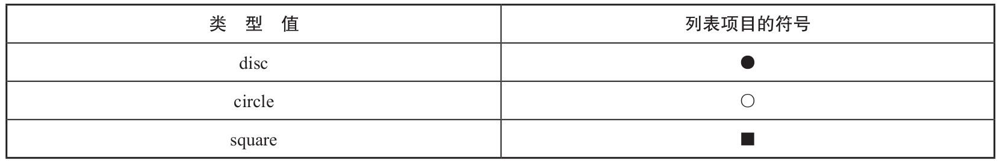 类 型 值 列表项目的符号
disc ●
circle ○
square ■